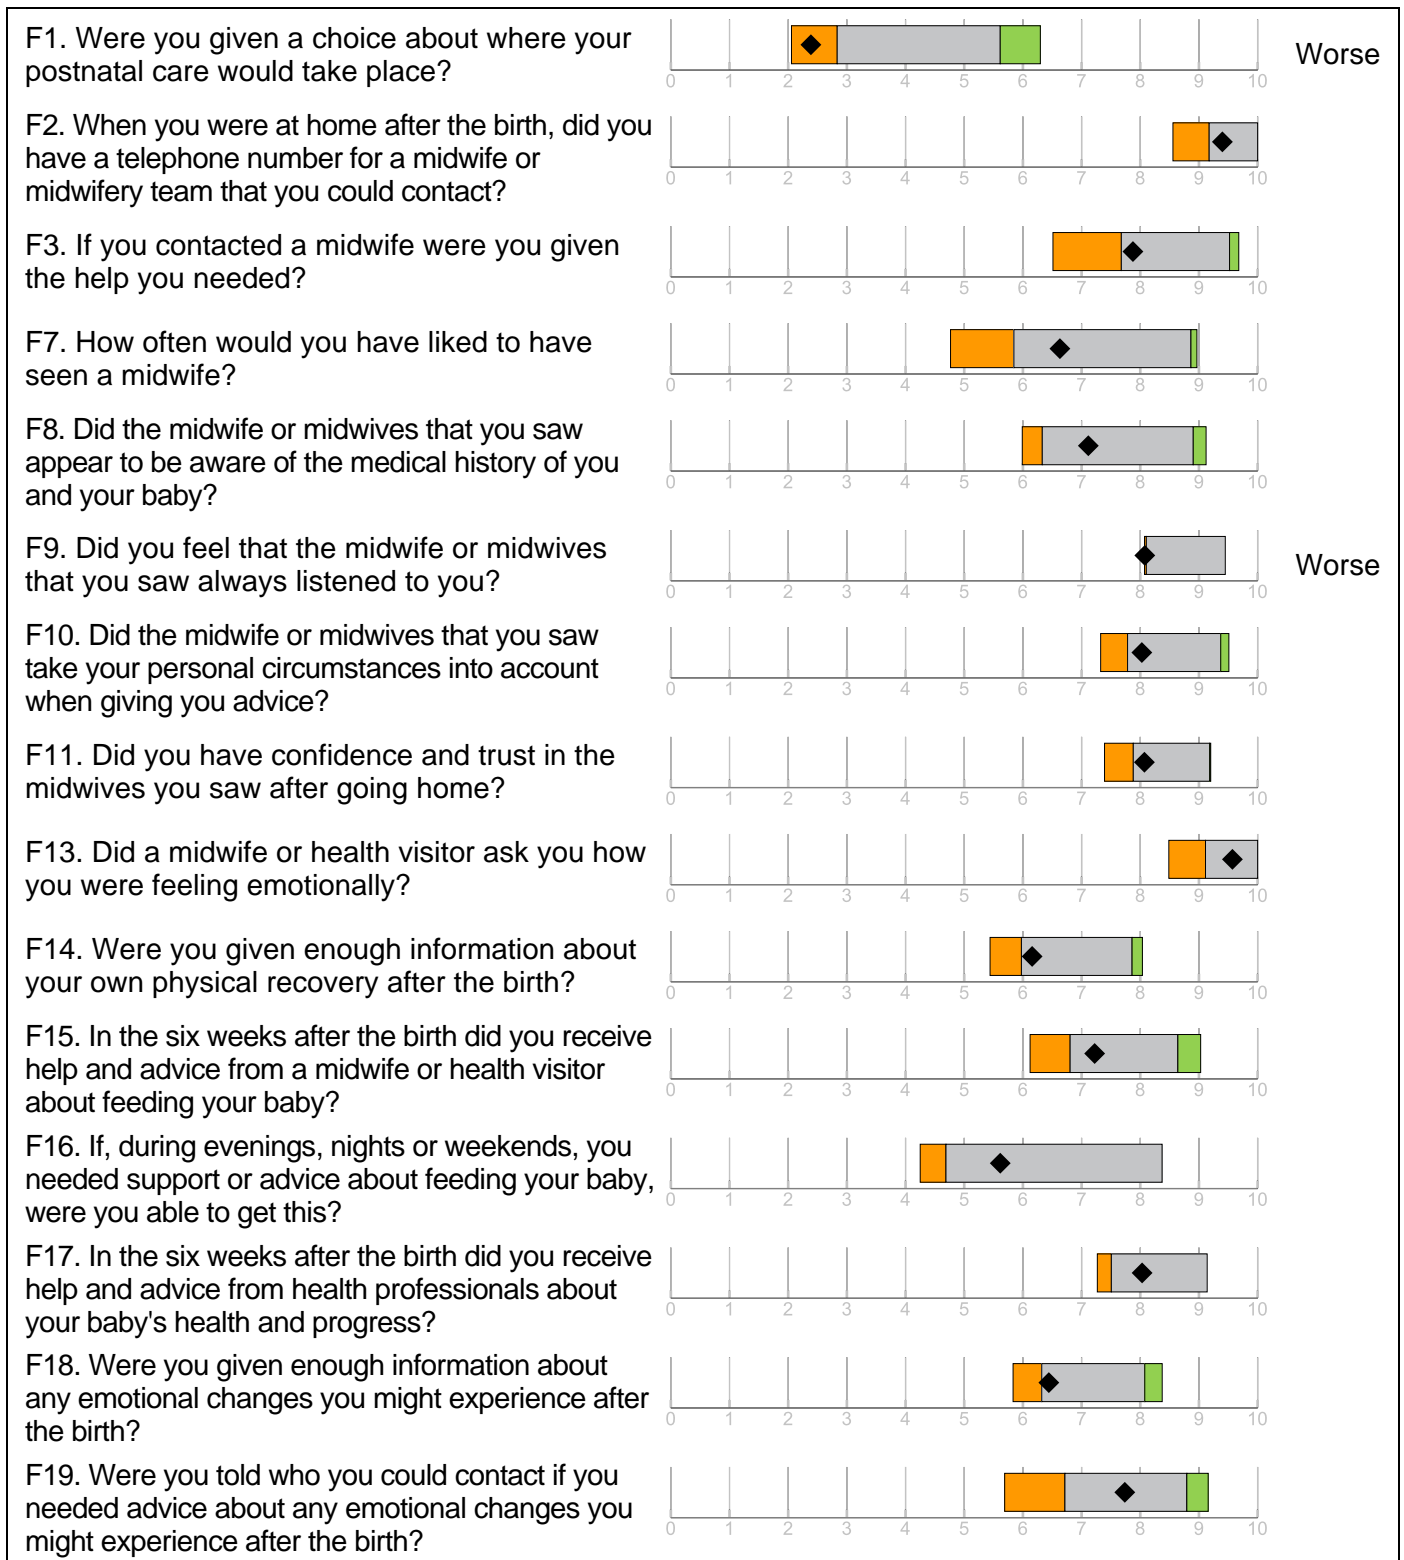 F1. Were you given a choice about where your
postnatal care would take place?
0 1 2 3 4 5 6 7 8 9 10
Worse
F2. When you were at home after the birth, did you
have a telephone number for a midwife or
midwifery team that you could contact?
0 1 2 3 4 5 6 7 8 9 10
F3. If you contacted a midwife were you given
the help you needed?
0 1 2 3 4 5 6 7 8 9 10
F7. How often would you have liked to have
seen a midwife?
0 1 2 3 4 5 6 7 8 9 10
F8. Did the midwife or midwives that you saw
appear to be aware of the medical history of you
and your baby?
0 1 2 3 4 5 6 7 8 9 10
F9. Did you feel that the midwife or midwives
that you saw always listened to you?
0 1 2 3 4 5 6 7 8 9 10
Worse
F10. Did the midwife or midwives that you saw
take your personal circumstances into account
when giving you advice?
0 1 2 3 4 5 6 7 8 9 10
F11. Did you have confidence and trust in the
midwives you saw after going home?
0 1 2 3 4 5 6 7 8 9 10
F13. Did a midwife or health visitor ask you how
you were feeling emotionally?
0 1 2 3 4 5 6 7 8 9 10
F14. Were you given enough information about
your own physical recovery after the birth?
0 1 2 3 4 5 6 7 8 9 10
F15. In the six weeks after the birth did you receive
help and advice from a midwife or health visitor
about feeding your baby?
0 1 2 3 4 5 6 7 8 9 10
F16. If, during evenings, nights or weekends, you
needed support or advice about feeding your baby,
were you able to get this?
0 1 2 3 4 5 6 7 8 9 10
F17. In the six weeks after the birth did you receive
help and advice from health professionals about
your baby's health and progress?
0 1 2 3 4 5 6 7 8 9 10
F18. Were you given enough information about
any emotional changes you might experience after
the birth?
0 1 2 3 4 5 6 7 8 9 10
F19. Were you told who you could contact if you
needed advice about any emotional changes you
might experience after the birth?
0 1 2 3 4 5 6 7 8 9 10